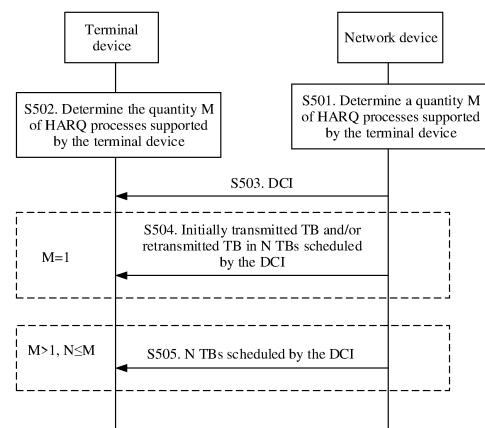 Terminal
device
Network device
S502. Determine the quantity M
of HARQ processes supported
by the terminal device
S501. Determine a quantity M
of HARQ processes supported
by the terminal device
S503. DCI
S504. Initially transmitted TB and/or
retransmitted TB in N TBs scheduled
by the DCI
M=1
M>1, N≤M
S505. N TBs scheduled by the DCI